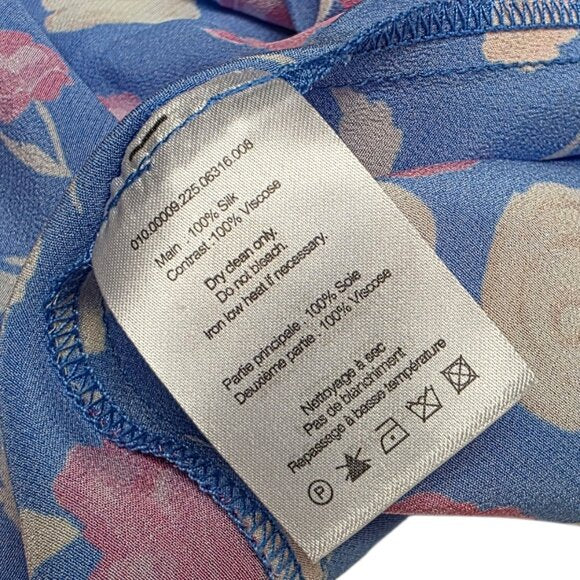 010.00009.225.06316.008
Main : 100% Silk
Contrast :100% Viscose
Dry clean only.
Do not bleach.
Iron low heat if necessary.
Partie principale : 100% Soie
Deuxième partie : 100% Viscose
Nettoyage à sec
Pas de blanchiment
Repassage à basse température
P